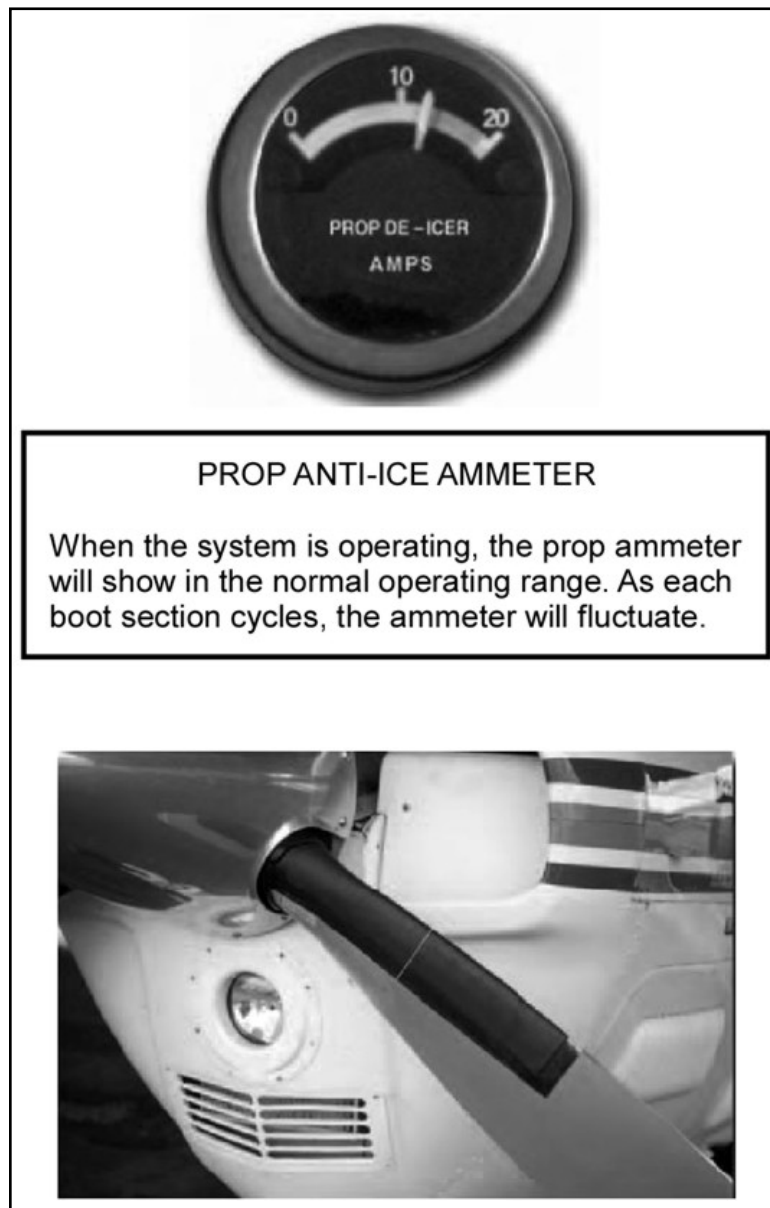 10
0 20
PROP DE-ICER
AMPS
PROP ANTI-ICE AMMETER
When the system is operating, the prop ammeter
will show in the normal operating range. As each
boot section cycles, the ammeter will fluctuate.